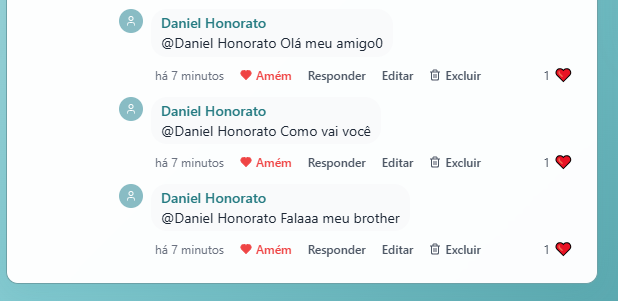 Daniel Honorato
@Daniel Honorato Olá meu amigo0
há 7 minutos Amém Responder Editar Excluir 1
Daniel Honorato
@Daniel Honorato Como vai você
há 7 minutos Amém Responder Editar Excluir 1
Daniel Honorato
@Daniel Honorato Falaaa meu brother
há 7 minutos Amém Responder Editar Excluir 1